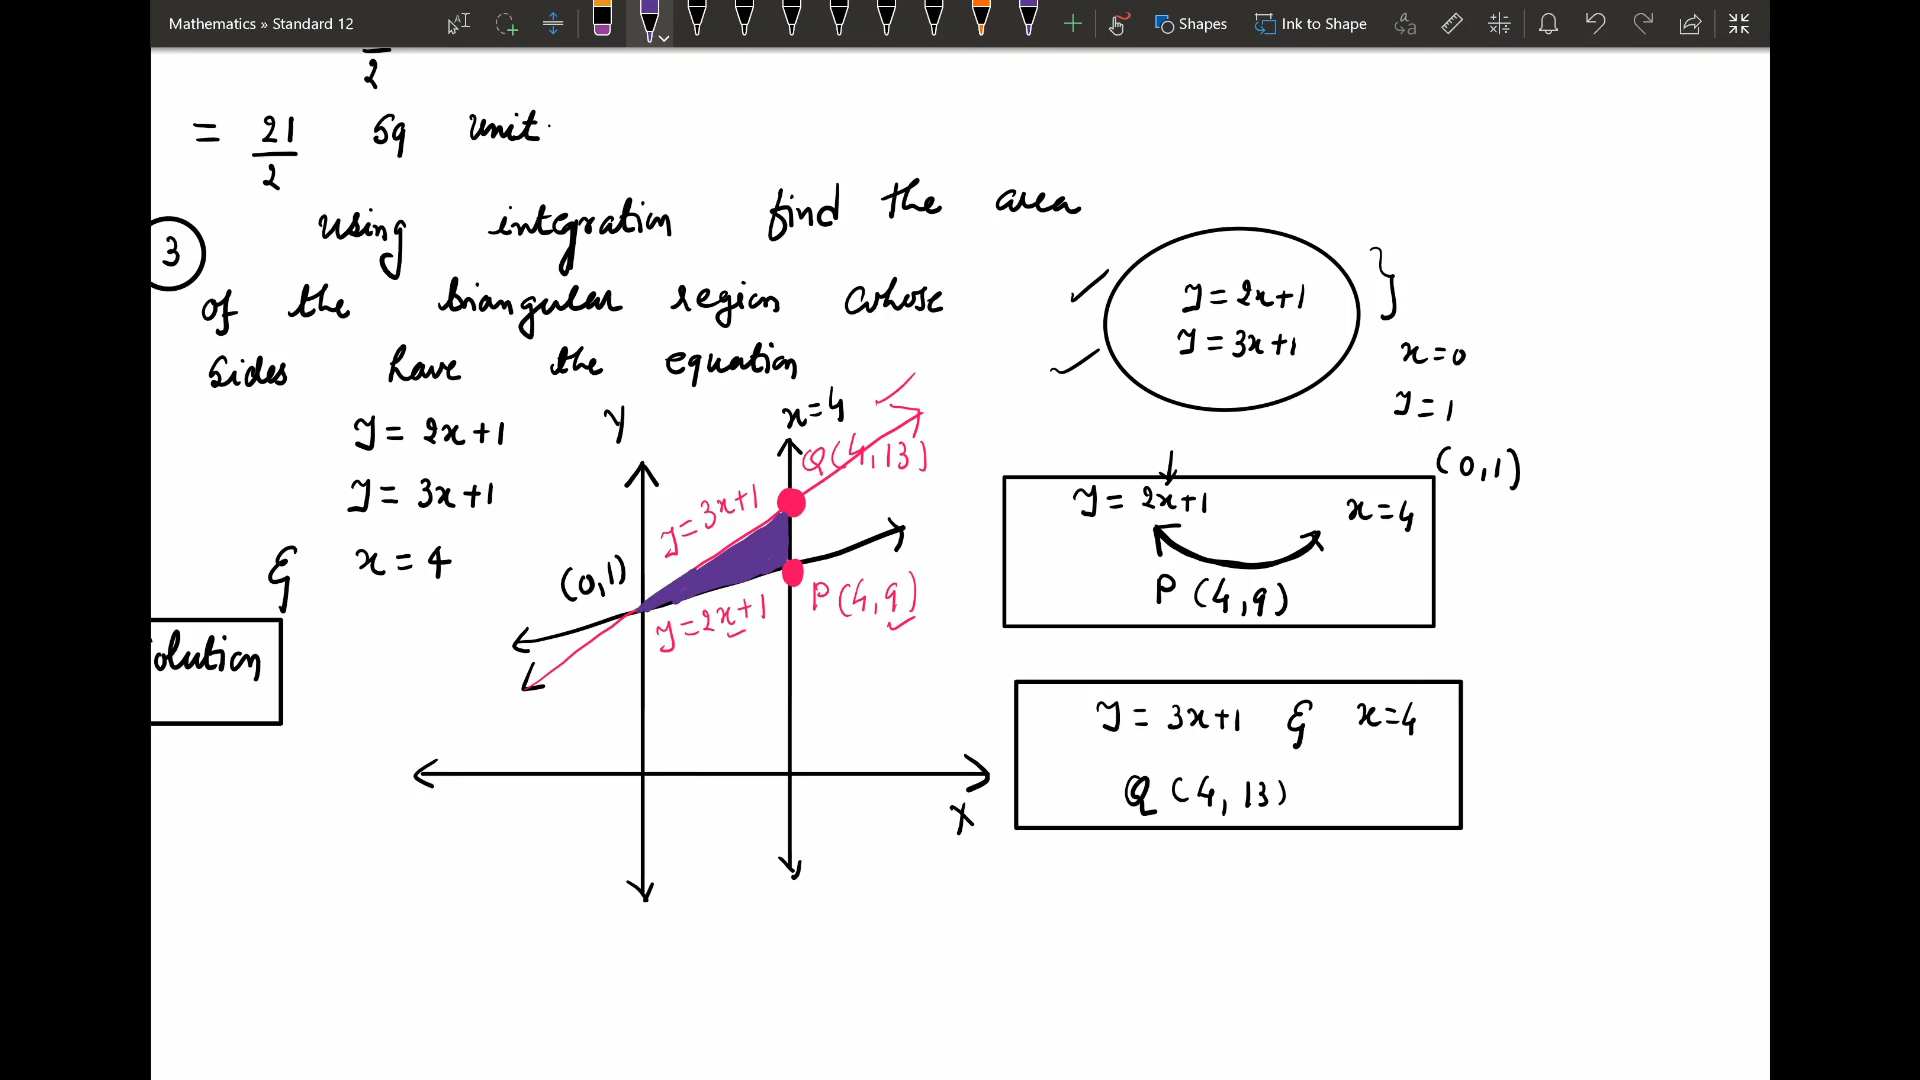 Mathematics » Standard 12
Shapes
Ink to Shape
2
= 21/2 sq unit.
3 using integration find the area
of the triangular region whose
sides have the equation
y = 2x+1
y = 3x+1
& x = 4
olution
Y
x=4
Q(4,13)
y=3x+1
(0,1)
y=2x+1
P(4,9)
X
y=2x+1
y=3x+1
x=0
y=1
(0,1)
y= 2x+1 x=4
P (4,9)
y= 3x+1 & x=4
Q (4,13)